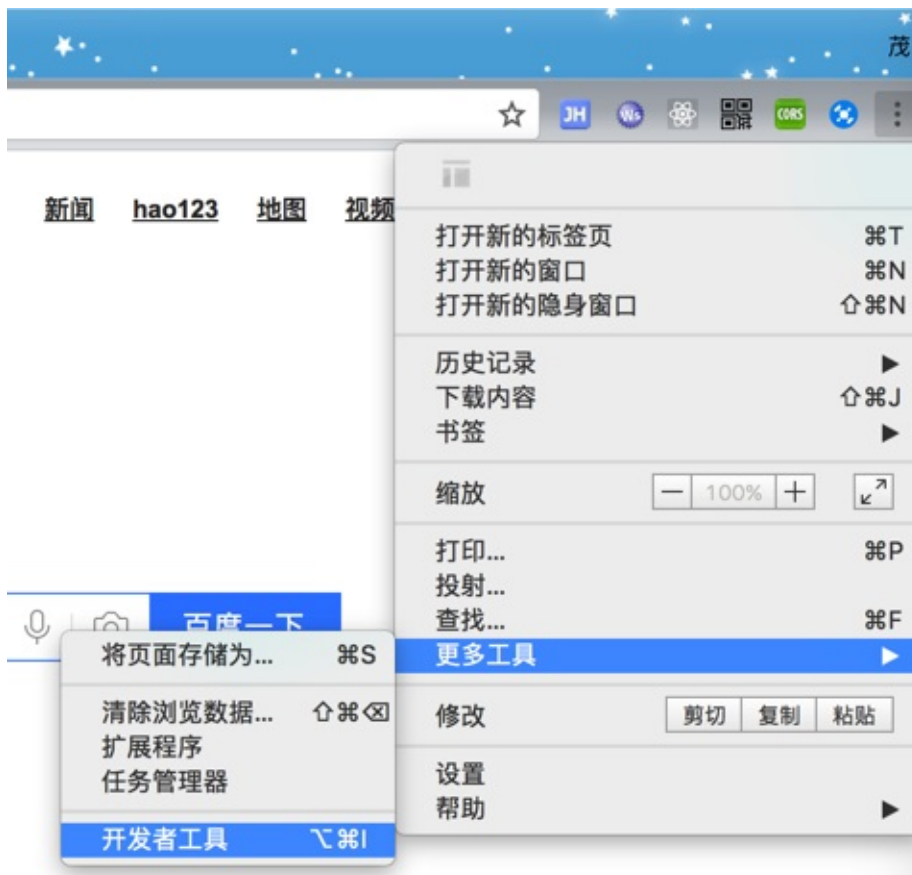 茂
JH Ws CORS
新闻 hao123 地图 视频
打开新的标签页 ⌘T
打开新的窗口 ⌘N
打开新的隐身窗口 ⇧⌘N
历史记录 ▶
下载内容 ⇧⌘J
书签 ▶
缩放 — 100% +
打印... ⌘P
投射...
查找... ⌘F
更多工具 ▶
修改 剪切 复制 粘贴
设置
帮助 ▶
百度一下
将页面存储为... ⌘S
清除浏览数据... ⇧⌘⌫
扩展程序
任务管理器
开发者工具 ⌥⌘I